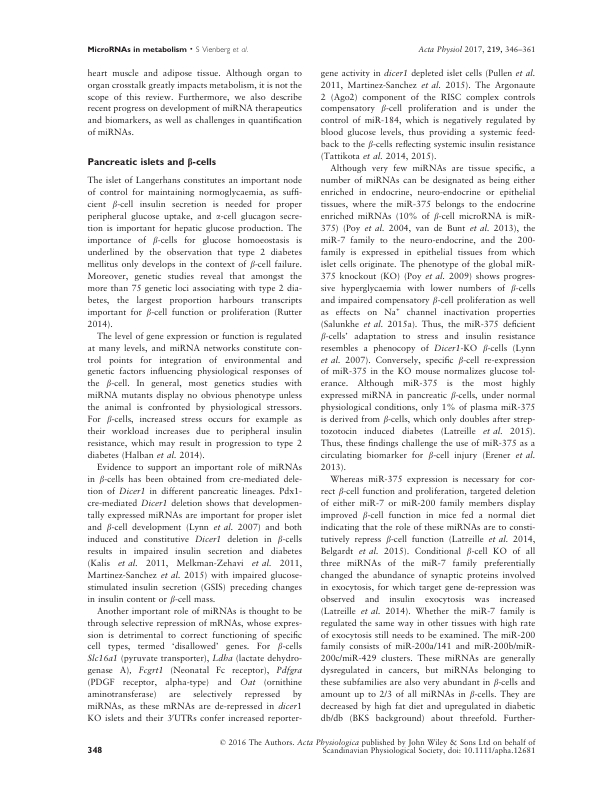 MicroRNAs in metabolism • S Vienberg et al.
Acta Physiol 2017, 219, 346–361
heart muscle and adipose tissue. Although organ to
organ crosstalk greatly impacts metabolism, it is not the
scope of this review. Furthermore, we also describe
recent progress on development of miRNA therapeutics
and biomarkers, as well as challenges in quantification
of miRNAs.
Pancreatic islets and β-cells
The islet of Langerhans constitutes an important node
of control for maintaining normoglycaemia, as suffi-
cient β-cell insulin secretion is needed for proper
peripheral glucose uptake, and α-cell glucagon secre-
tion is important for hepatic glucose production. The
importance of β-cells for glucose homoeostasis is
underlined by the observation that type 2 diabetes
mellitus only develops in the context of β-cell failure.
Moreover, genetic studies reveal that amongst the
more than 75 genetic loci associating with type 2 dia-
betes, the largest proportion harbours transcripts
important for β-cell function or proliferation (Rutter
2014).
The level of gene expression or function is regulated
at many levels, and miRNA networks constitute con-
trol points for integration of environmental and
genetic factors influencing physiological responses of
the β-cell. In general, most genetics studies with
miRNA mutants display no obvious phenotype unless
the animal is confronted by physiological stressors.
For β-cells, increased stress occurs for example as
their workload increases due to peripheral insulin
resistance, which may result in progression to type 2
diabetes (Halban et al. 2014).
Evidence to support an important role of miRNAs
in β-cells has been obtained from cre-mediated dele-
tion of Dicer1 in different pancreatic lineages. Pdx1-
cre-mediated Dicer1 deletion shows that developmen-
tally expressed miRNAs are important for proper islet
and β-cell development (Lynn et al. 2007) and both
induced and constitutive Dicer1 deletion in β-cells
results in impaired insulin secretion and diabetes
(Kalis et al. 2011, Melkman-Zehavi et al. 2011,
Martinez-Sanchez et al. 2015) with impaired glucose-
stimulated insulin secretion (GSIS) preceding changes
in insulin content or β-cell mass.
Another important role of miRNAs is thought to be
through selective repression of mRNAs, whose expres-
sion is detrimental to correct functioning of specific
cell types, termed ‘disallowed’ genes. For β-cells
Slc16a1 (pyruvate transporter), Ldha (lactate dehydro-
genase A), Fcgrt1 (Neonatal Fc receptor), Pdfgra
(PDGF receptor, alpha-type) and Oat (ornithine
aminotransferase) are selectively repressed by
miRNAs, as these mRNAs are de-repressed in dicer1
KO islets and their 3′UTRs confer increased reporter-
gene activity in dicer1 depleted islet cells (Pullen et al.
2011, Martinez-Sanchez et al. 2015). The Argonaute
2 (Ago2) component of the RISC complex controls
compensatory β-cell proliferation and is under the
control of miR-184, which is negatively regulated by
blood glucose levels, thus providing a systemic feed-
back to the β-cells reflecting systemic insulin resistance
(Tattikota et al. 2014, 2015).
Although very few miRNAs are tissue specific, a
number of miRNAs can be designated as being either
enriched in endocrine, neuro-endocrine or epithelial
tissues, where the miR-375 belongs to the endocrine
enriched miRNAs (10% of β-cell microRNA is miR-
375) (Poy et al. 2004, van de Bunt et al. 2013), the
miR-7 family to the neuro-endocrine, and the 200-
family is expressed in epithelial tissues from which
islet cells originate. The phenotype of the global miR-
375 knockout (KO) (Poy et al. 2009) shows progres-
sive hyperglycaemia with lower numbers of β-cells
and impaired compensatory β-cell proliferation as well
as effects on Na⁺ channel inactivation properties
(Salunkhe et al. 2015a). Thus, the miR-375 deficient
β-cells’ adaptation to stress and insulin resistance
resembles a phenocopy of Dicer1-KO β-cells (Lynn
et al. 2007). Conversely, specific β-cell re-expression
of miR-375 in the KO mouse normalizes glucose tol-
erance. Although miR-375 is the most highly
expressed miRNA in pancreatic β-cells, under normal
physiological conditions, only 1% of plasma miR-375
is derived from β-cells, which only doubles after strep-
tozotocin induced diabetes (Latreille et al. 2015).
Thus, these findings challenge the use of miR-375 as a
circulating biomarker for β-cell injury (Erener et al.
2013).
Whereas miR-375 expression is necessary for cor-
rect β-cell function and proliferation, targeted deletion
of either miR-7 or miR-200 family members display
improved β-cell function in mice fed a normal diet
indicating that the role of these miRNAs are to consti-
tutively repress β-cell function (Latreille et al. 2014,
Belgardt et al. 2015). Conditional β-cell KO of all
three miRNAs of the miR-7 family preferentially
changed the abundance of synaptic proteins involved
in exocytosis, for which target gene de-repression was
observed and insulin exocytosis was increased
(Latreille et al. 2014). Whether the miR-7 family is
regulated the same way in other tissues with high rate
of exocytosis still needs to be examined. The miR-200
family consists of miR-200a/141 and miR-200b/miR-
200c/miR-429 clusters. These miRNAs are generally
dysregulated in cancers, but miRNAs belonging to
these subfamilies are also very abundant in β-cells and
amount up to 2/3 of all miRNAs in β-cells. They are
decreased by high fat diet and upregulated in diabetic
db/db (BKS background) about threefold. Further-
348
© 2016 The Authors. Acta Physiologica published by John Wiley & Sons Ltd on behalf of
Scandinavian Physiological Society, doi: 10.1111/apha.12681